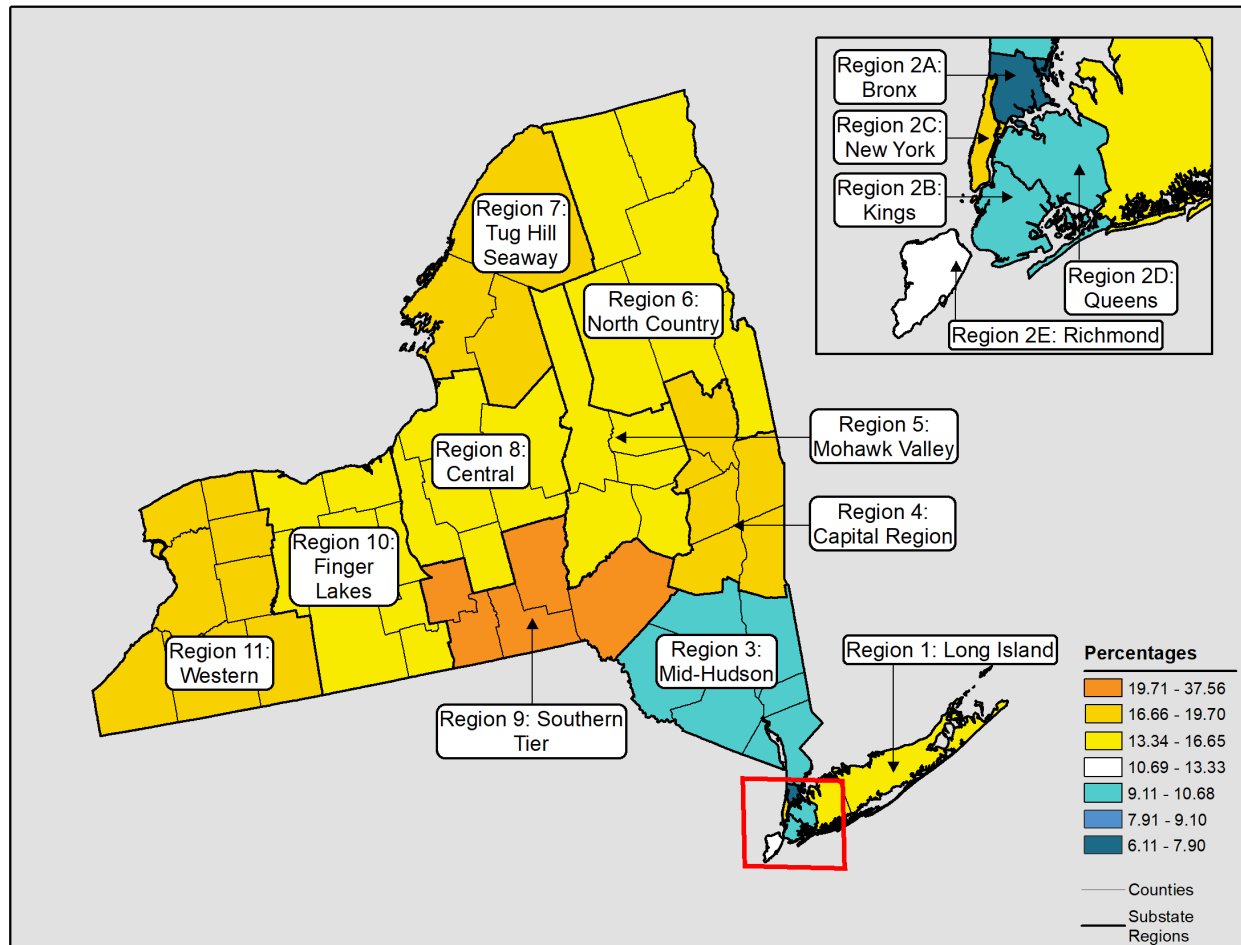 Region 2A:
Bronx
Region 2C:
New York
Region 2B:
Kings
Region 2D:
Queens
Region 2E: Richmond
Region 7:
Tug Hill
Seaway
Region 6:
North Country
Region 5:
Mohawk Valley
Region 8:
Central
Region 4:
Capital Region
Region 10:
Finger
Lakes
Region 11:
Western
Region 3:
Mid-Hudson
Region 1: Long Island
Region 9: Southern
Tier
Percentages
19.71 - 37.56
16.66 - 19.70
13.34 - 16.65
10.69 - 13.33
9.11 - 10.68
7.91 - 9.10
6.11 - 7.90
Counties
Substate
Regions